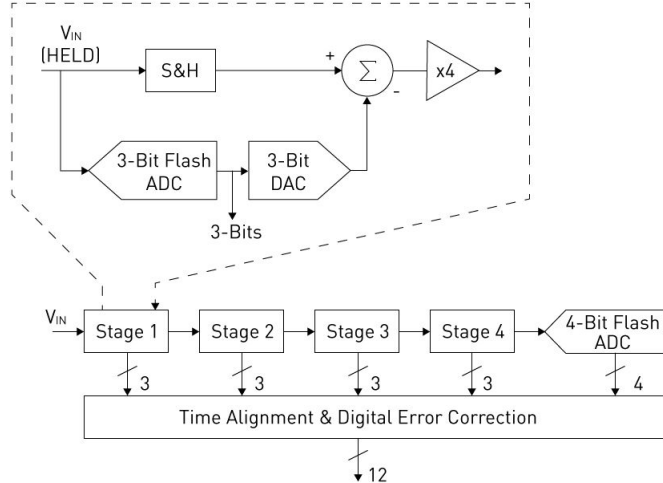 VIN
(HELD)
S&H
+
Σ
-
x4
3-Bit Flash
ADC
3-Bit
DAC
3-Bits
VIN
Stage 1
Stage 2
Stage 3
Stage 4
4-Bit Flash
ADC
3
3
3
3
4
Time Alignment & Digital Error Correction
12